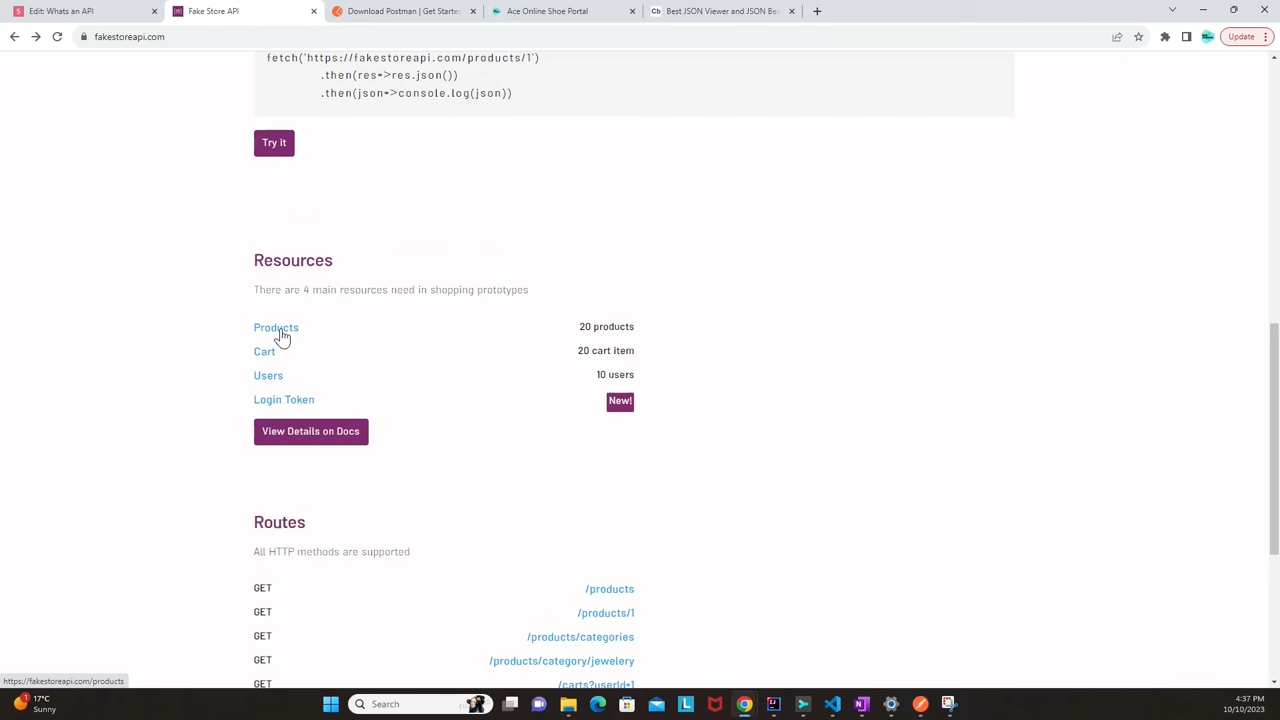 Edit: Whats an API
Fake Store API
Download Postman | Get Started
Ace Online Shoe Portal
Best JSON Viewer and JSON Be
fakestoreapi.com
Update
fetch('https://fakestoreapi.com/products/1')
.then(res=>res.json())
.then(json=>console.log(json))
Try it
Resources
There are 4 main resources need in shopping prototypes
Products 20 products
Cart 20 cart item
Users 10 users
Login Token New!
View Details on Docs
Routes
All HTTP methods are supported
GET /products
GET /products/1
GET /products/categories
GET /products/category/jewelery
GET /carts?userId=1
https://fakestoreapi.com/products
1
17°C
Sunny
Search
4:37 PM
10/10/2023